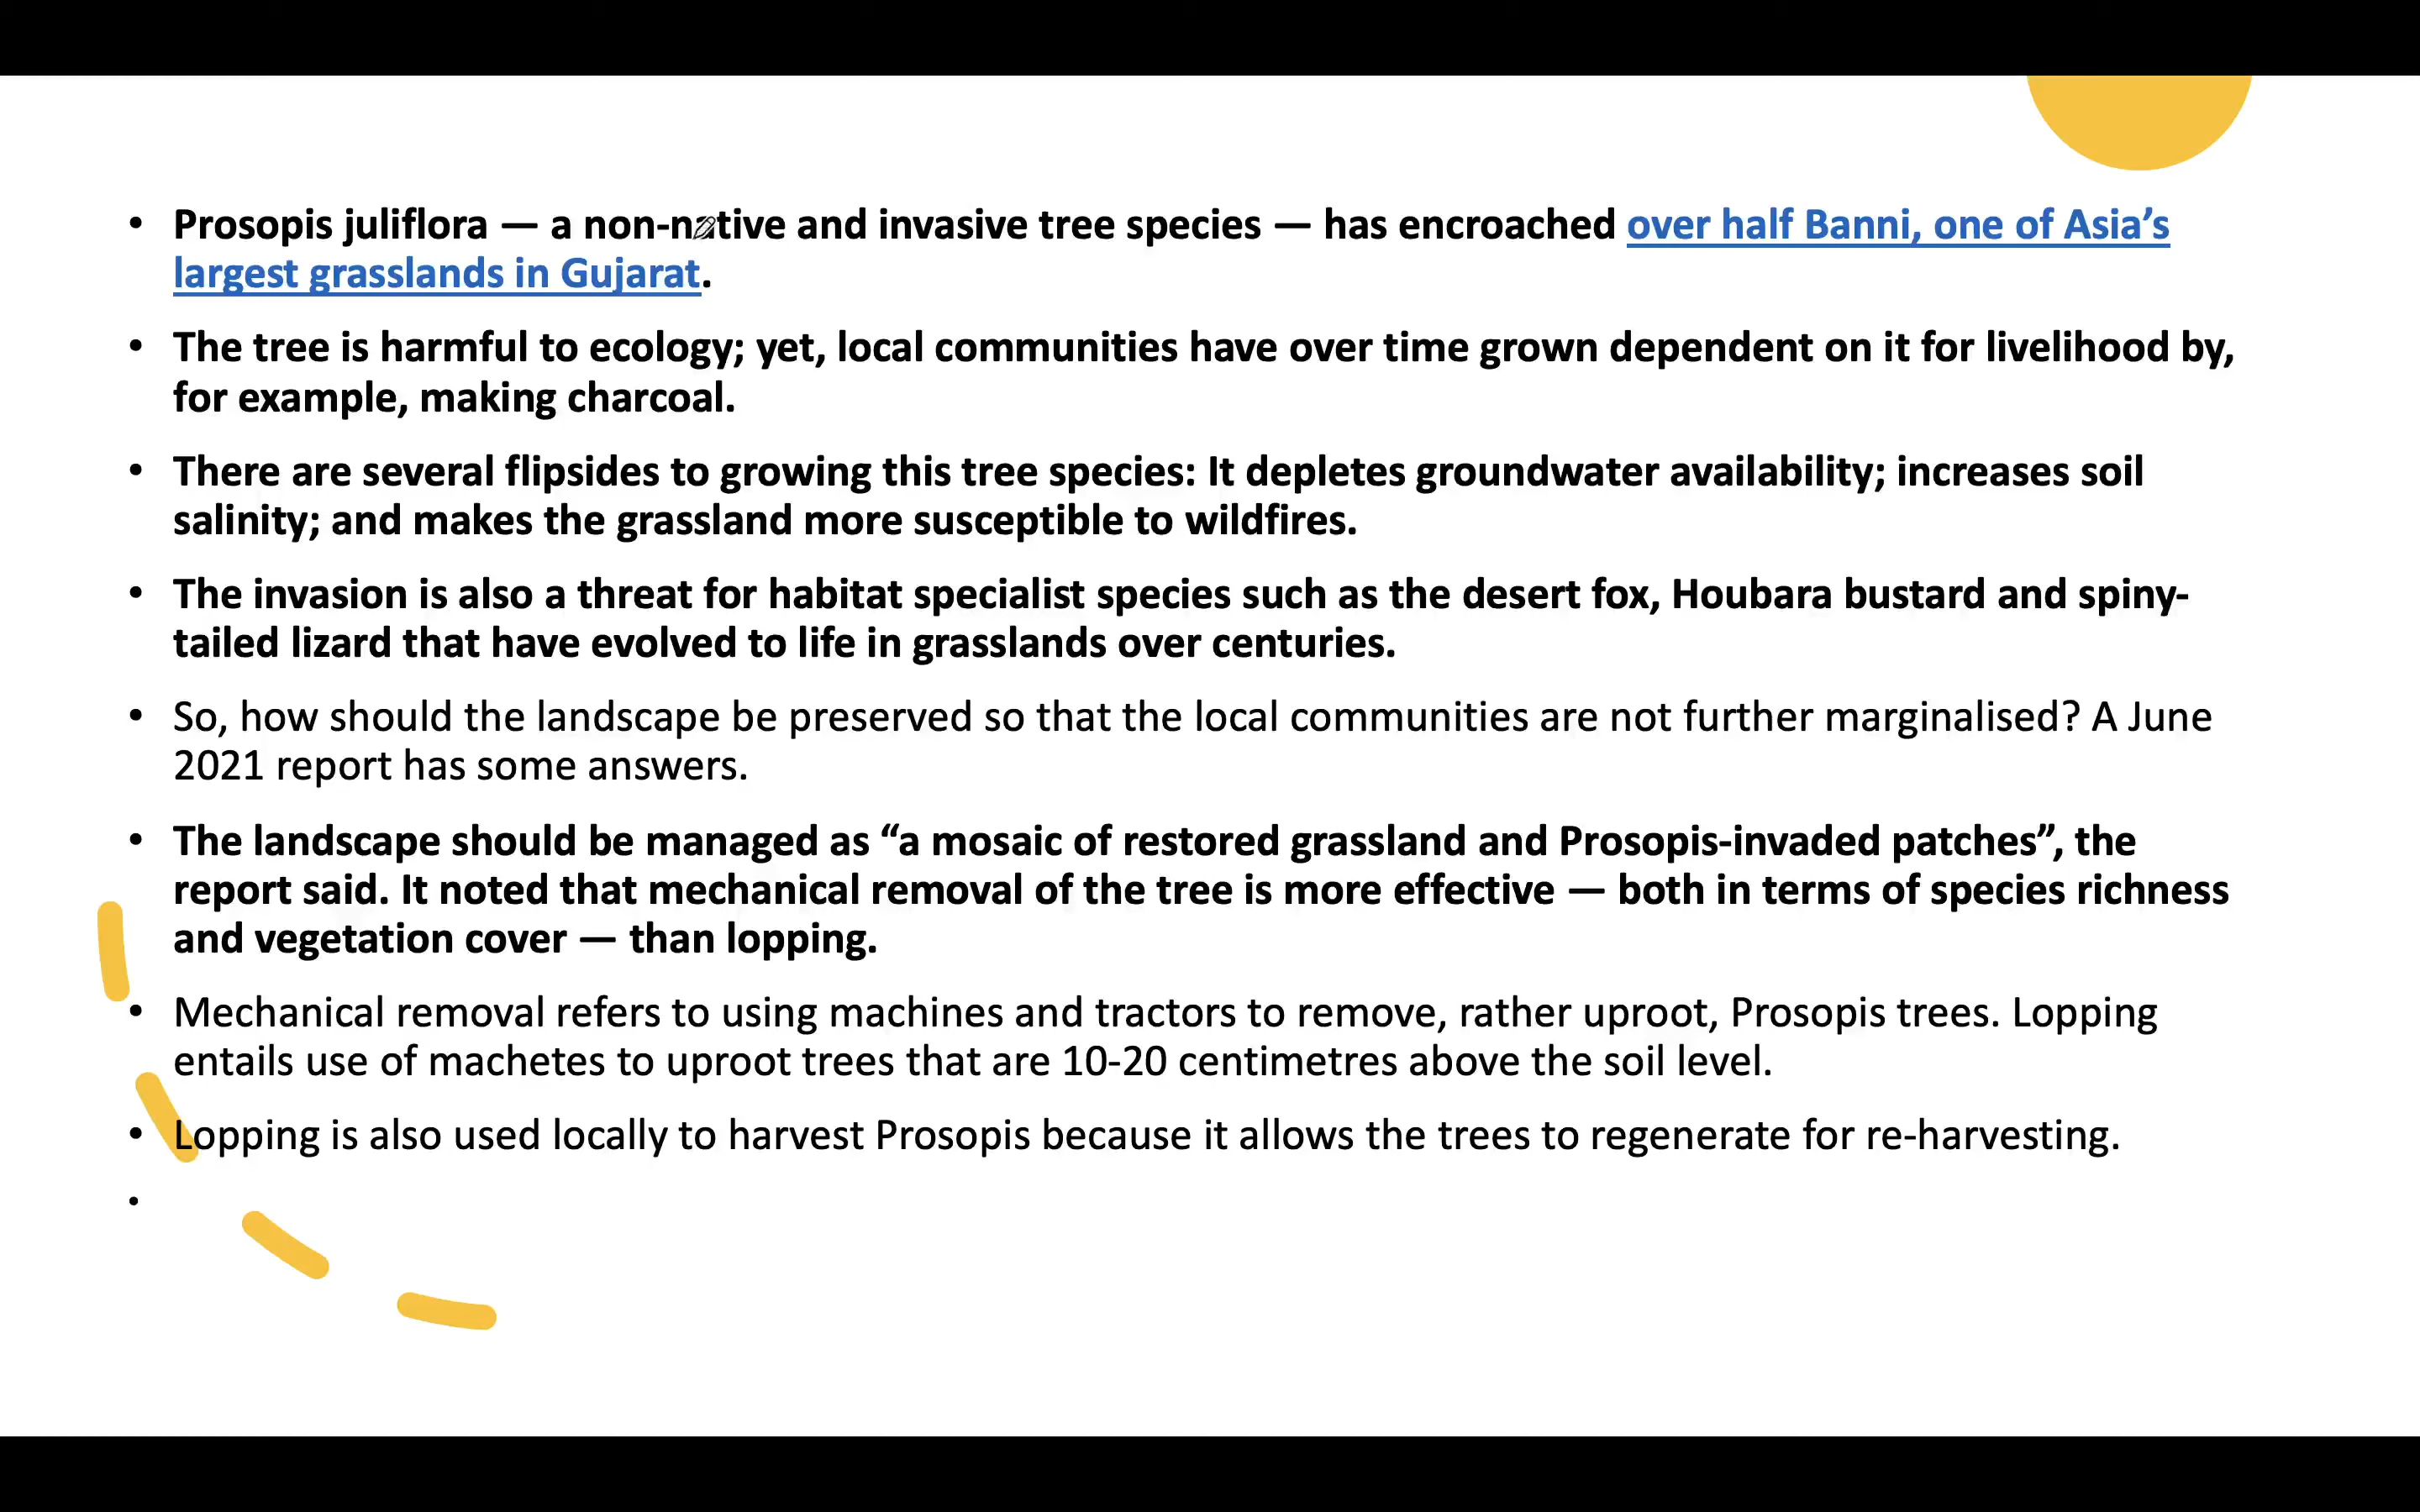 • Prosopis juliflora — a non-native and invasive tree species — has encroached over half Banni, one of Asia’s
largest grasslands in Gujarat.
• The tree is harmful to ecology; yet, local communities have over time grown dependent on it for livelihood by,
for example, making charcoal.
• There are several flipsides to growing this tree species: It depletes groundwater availability; increases soil
salinity; and makes the grassland more susceptible to wildfires.
• The invasion is also a threat for habitat specialist species such as the desert fox, Houbara bustard and spiny-
tailed lizard that have evolved to life in grasslands over centuries.
• So, how should the landscape be preserved so that the local communities are not further marginalised? A June
2021 report has some answers.
• The landscape should be managed as “a mosaic of restored grassland and Prosopis-invaded patches”, the
report said. It noted that mechanical removal of the tree is more effective — both in terms of species richness
and vegetation cover — than lopping.
• Mechanical removal refers to using machines and tractors to remove, rather uproot, Prosopis trees. Lopping
entails use of machetes to uproot trees that are 10-20 centimetres above the soil level.
• Lopping is also used locally to harvest Prosopis because it allows the trees to regenerate for re-harvesting.
•